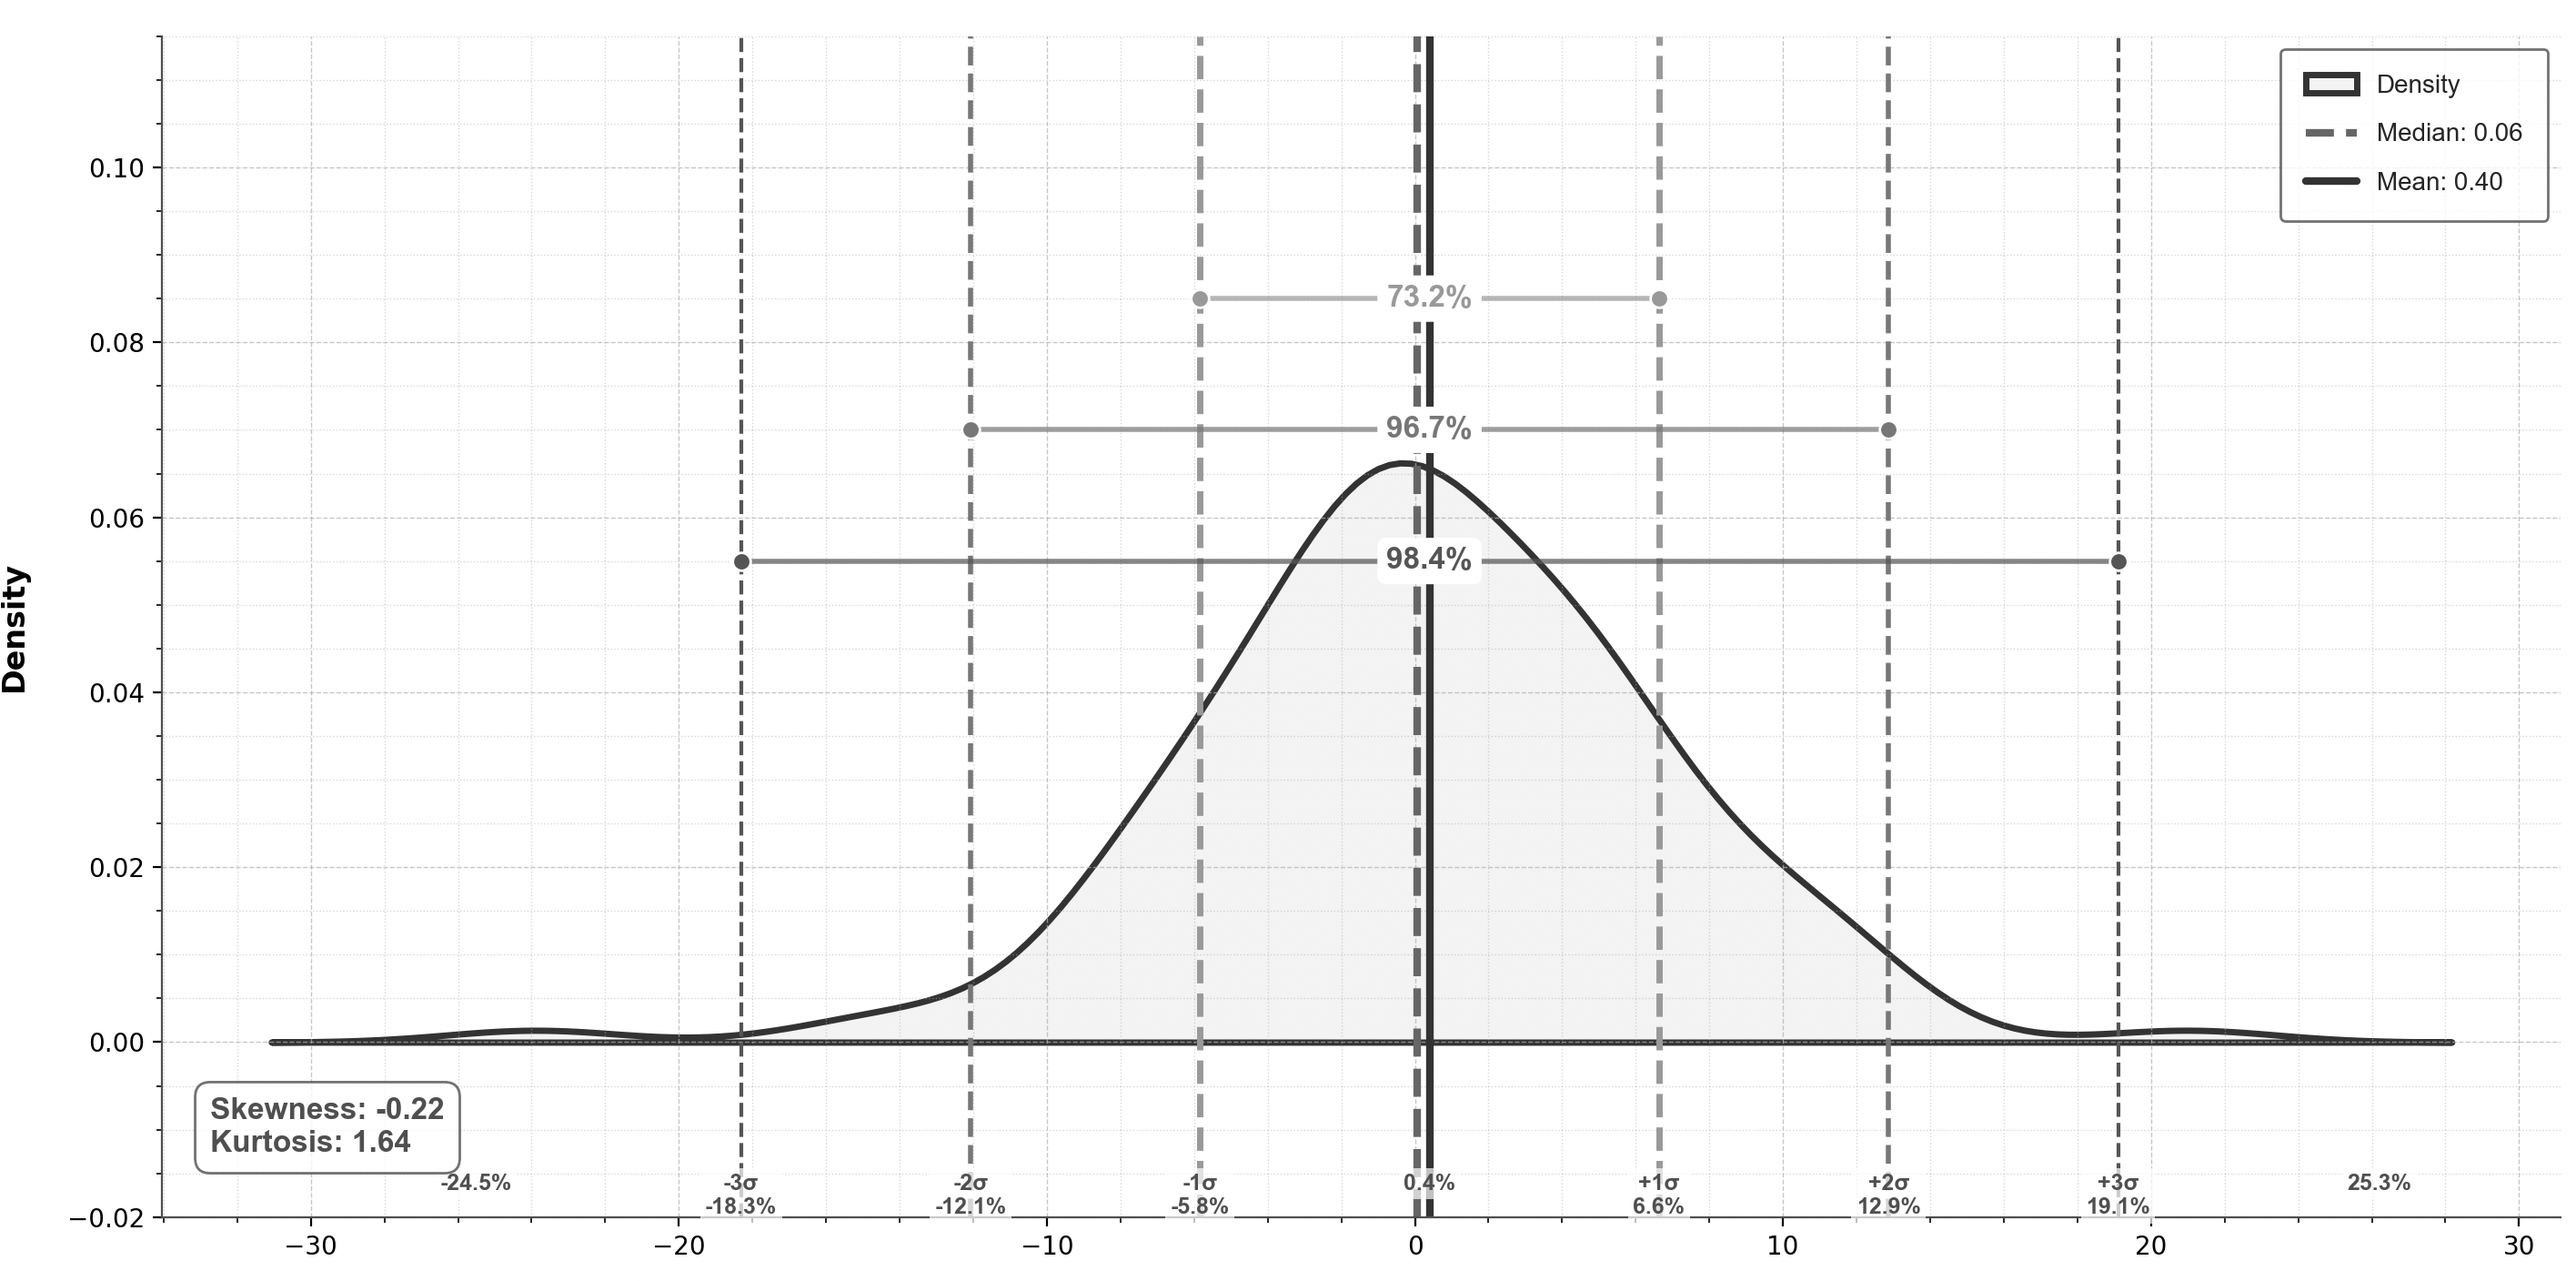 Density
Median: 0.06
Mean: 0.40
0.10
0.08
0.06
0.04
0.02
0.00
−0.02
Density
73.2%
96.7%
98.4%
Skewness: -0.22
Kurtosis: 1.64
-24.5%
-3σ
-18.3%
-2σ
-12.1%
-1σ
-5.8%
0.4%
+1σ
6.6%
+2σ
12.9%
+3σ
19.1%
25.3%
−30
−20
−10
0
10
20
30